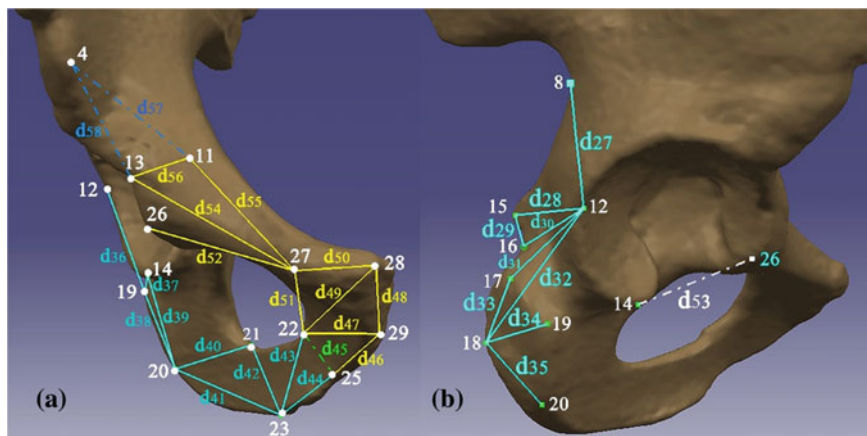 4
d57
d58
13
11
d56
12
d55
26
d54
d52
d36
27
d50
28
14
d37
19
d51
d49
d48
d38
d39
22
d47
29
21
d40
d43
d45
d46
20
d42
25
d44
d41
(a)
23
8
d27
15
d28
12
d29
d30
16
d31
26
17
d32
d33
14
d53
d34
19
18
d35
20
(b)